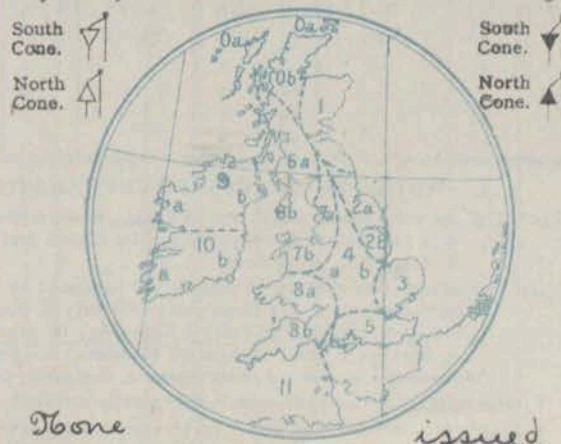 South Cone.
South Cone.
North Cone.
North Cone.
0a
0b
1
6a
9
b
a
6b
7a
2a
2b
10
b
a
7b
4
a
b
3
8a
8b
5
11
2
None issued